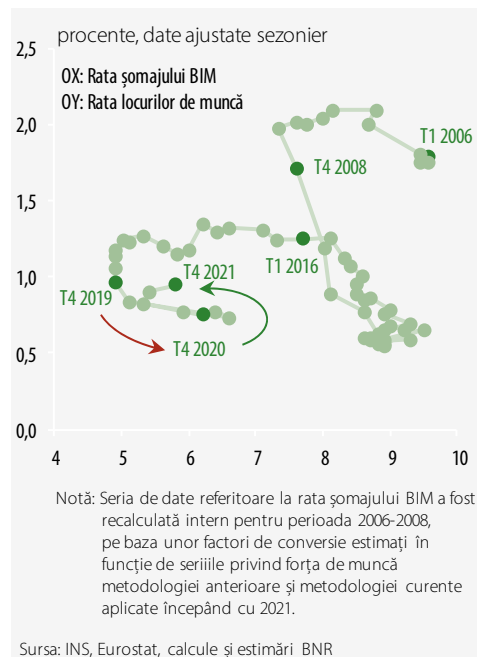 procente, date ajustate sezonier
2,5
OX: Rata șomajului BIM
OY: Rata locurilor de muncă
2,0
T1 2006
T4 2008
1,5
T1 2016
T4 2021
1,0
T4 2019
T4 2020
0,5
0,0
4 5 6 7 8 9 10
Notă: Seria de date referitoare la rata șomajului BIM a fost
recalculată intern pentru perioada 2006-2008,
pe baza unor factori de conversie estimați în
funcție de seriiile privind forța de muncă
metodologiei anterioare și metodologiei curente
aplicate începând cu 2021.
Sursa: INS, Eurostat, calcule și estimări BNR